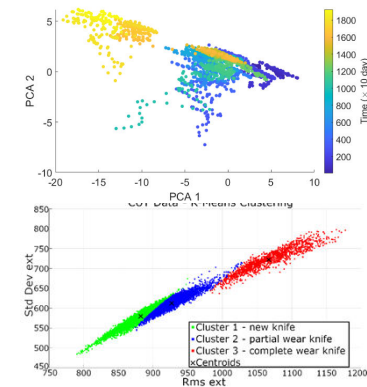 5
0
-5
-10
PCA 2
-20 -15 -10 -5 0 5 10
PCA 1
1800
1600
1400
1200
1000
800
600
400
200
Time (× 10 day)
K-Means Clustering
850
800
750
700
650
600
550
500
450
Std Dev ext
Cluster 1 - new knife
Cluster 2 - partial wear knife
Cluster 3 - complete wear knife
Centroids
750 800 850 900 950 1000 1050 1100 1150 1200
Rms ext